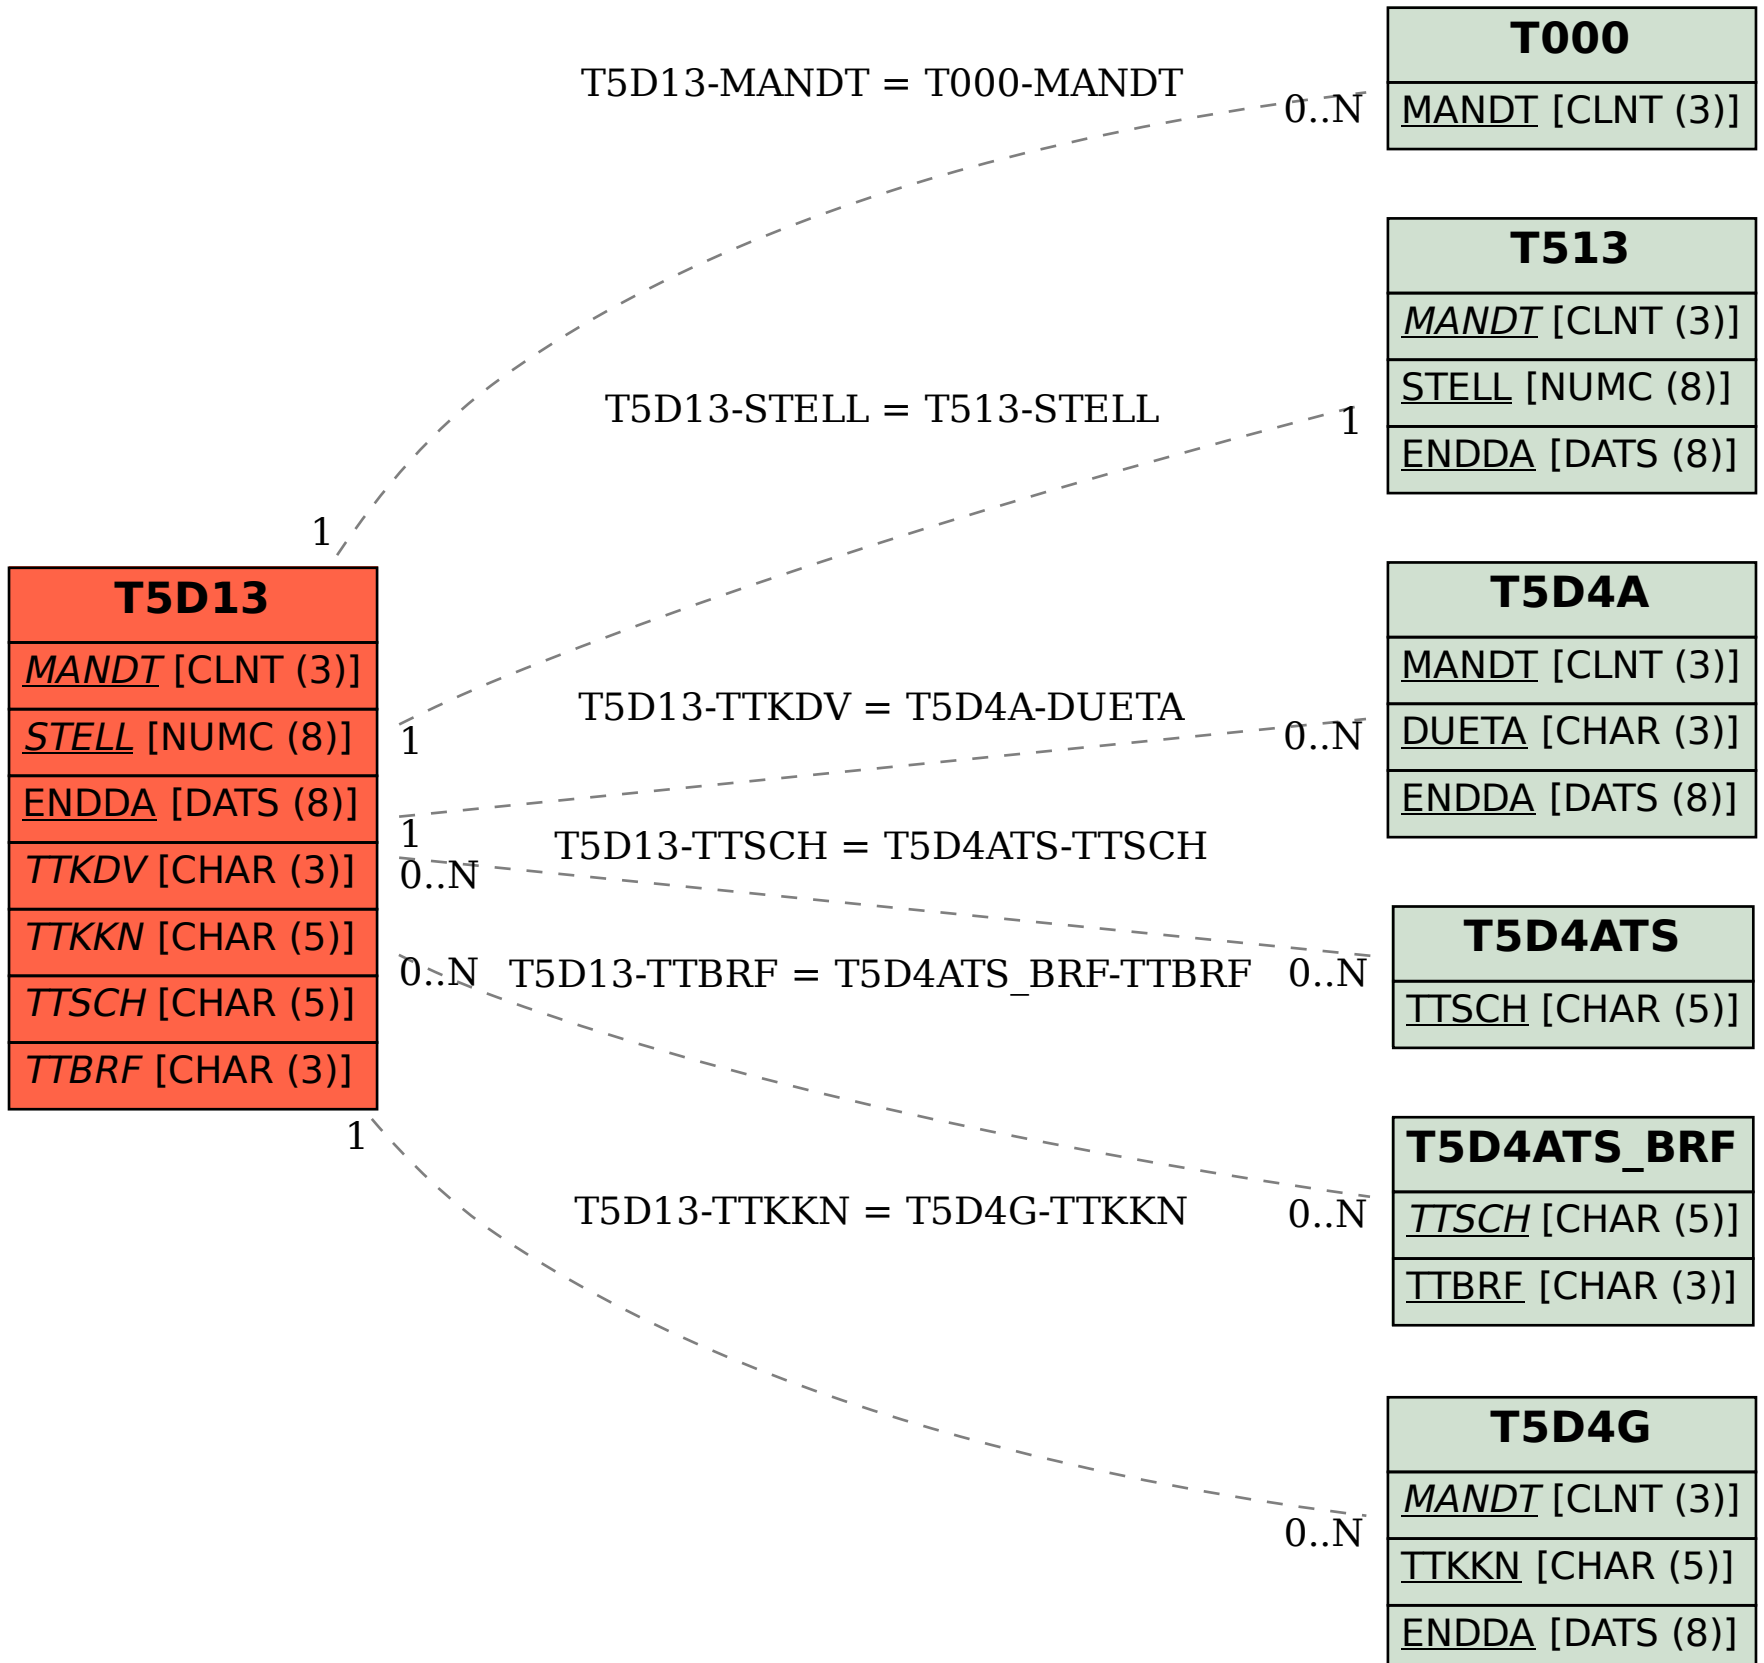 T000
MANDT [CLNT (3)]
T5D13-MANDT = T000-MANDT
0..N
1
T513
MANDT [CLNT (3)]
STELL [NUMC (8)]
ENDDA [DATS (8)]
T5D13-STELL = T513-STELL
1
1
T5D13
MANDT [CLNT (3)]
STELL [NUMC (8)]
ENDDA [DATS (8)]
TTKDV [CHAR (3)]
TTKKN [CHAR (5)]
TTSCH [CHAR (5)]
TTBRF [CHAR (3)]
T5D4A
MANDT [CLNT (3)]
DUETA [CHAR (3)]
ENDDA [DATS (8)]
T5D13-TTKDV = T5D4A-DUETA
0..N
1
T5D13-TTSCH = T5D4ATS-TTSCH
0..N
0..N
T5D4ATS
TTSCH [CHAR (5)]
T5D13-TTBRF = T5D4ATS_BRF-TTBRF
0..N
0..N
T5D4ATS_BRF
TTSCH [CHAR (5)]
TTBRF [CHAR (3)]
1
T5D13-TTKKN = T5D4G-TTKKN
0..N
T5D4G
MANDT [CLNT (3)]
TTKKN [CHAR (5)]
ENDDA [DATS (8)]